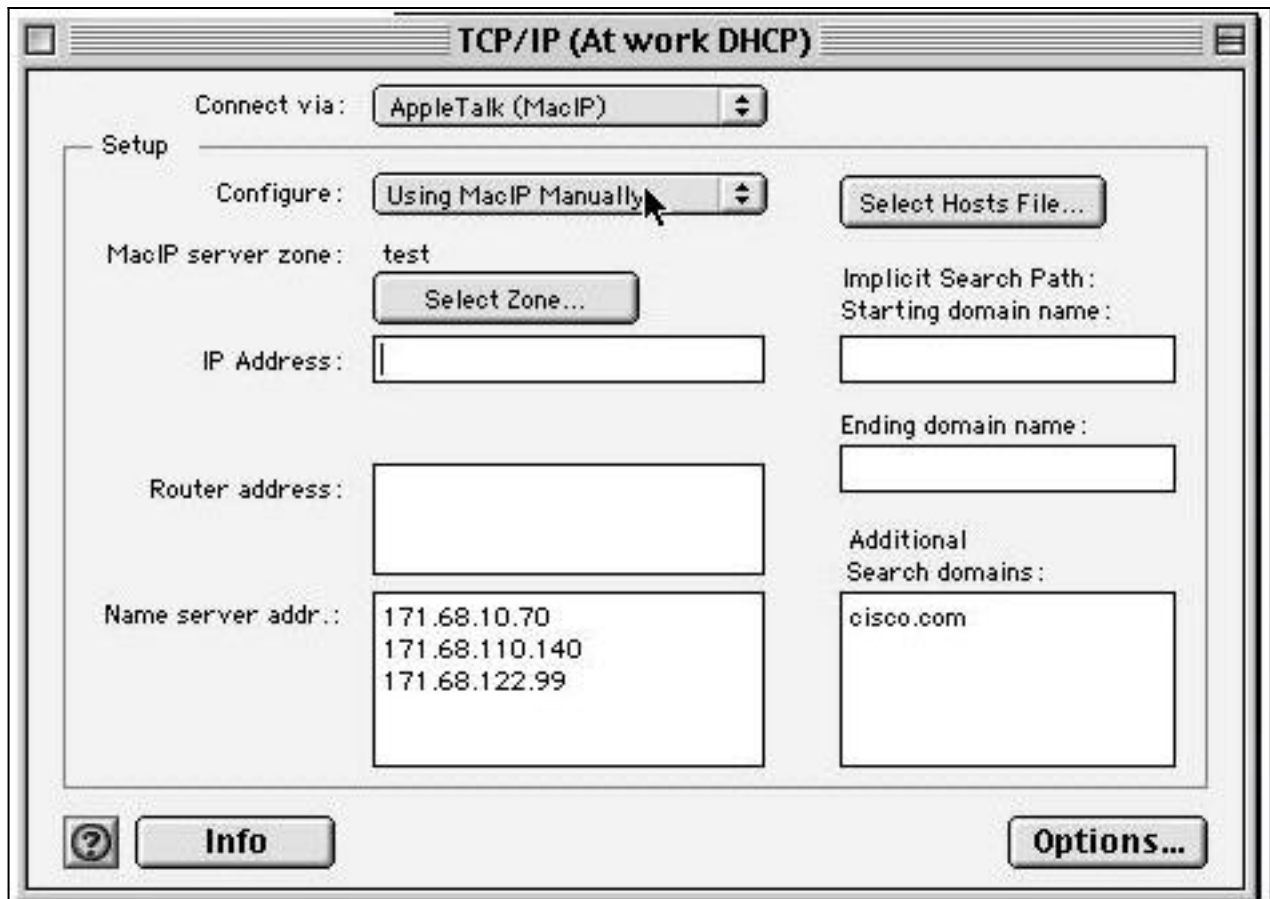 TCP/IP (At work DHCP)
Connect via: AppleTalk (MacIP)
Setup
Configure: Using MacIP Manually
Select Hosts File...
MacIP server zone: test
Select Zone...
Implicit Search Path:
Starting domain name:
IP Address:
Ending domain name:
Router address:
Additional
Search domains:
Name server addr.: 171.68.10.70
171.68.110.140
171.68.122.99
cisco.com
?
Info
Options...